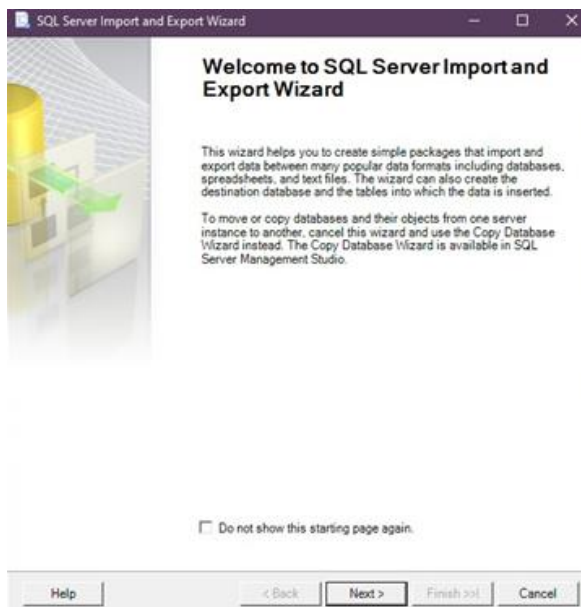 SQL Server Import and Export Wizard
Welcome to SQL Server Import and
Export Wizard
This wizard helps you to create simple packages that import and
export data between many popular data formats including databases,
spreadsheets, and text files. The wizard can also create the
destination database and the tables into which the data is inserted.
To move or copy databases and their objects from one server
instance to another, cancel this wizard and use the Copy Database
Wizard instead. The Copy Database Wizard is available in SQL
Server Management Studio.
Do not show this starting page again.
Help < Back Next > Finish >>| Cancel